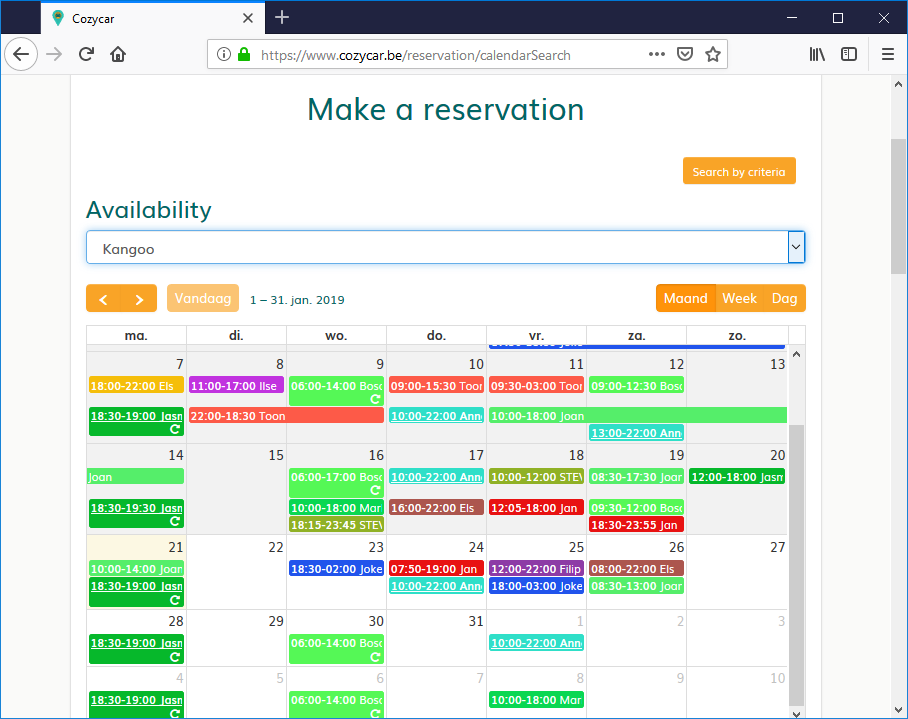 Cozycar
https://www.cozycar.be/reservation/calendarSearch
Make a reservation
Search by criteria
Availability
Kangoo
Vandaag
1 – 31. jan. 2019
Maand Week Dag
ma. di. wo. do. vr. za. zo.
7 8 9 10 11 12 13
18:00-22:00 Els 11:00-17:00 Ilse 06:00-14:00 Bosc 09:00-15:30 Toor 09:30-03:00 Toor 09:00-12:30 Bosc
18:30-19:00 Jasm 22:00-18:30 Toon 10:00-22:00 Anne 10:00-18:00 Joan
13:00-22:00 Anne
14 15 16 17 18 19 20
Joan 06:00-17:00 Bosc 10:00-22:00 Anne 10:00-12:00 STEV 08:30-17:30 Joar 12:00-18:00 Jasm
18:30-19:30 Jasm 10:00-18:00 Mar 16:00-22:00 Els 12:05-18:00 Jan 09:30-12:00 Bosc
18:15-23:45 STEV 18:30-23:55 Jan
21 22 23 24 25 26 27
10:00-14:00 Joar 18:30-02:00 Joke 07:50-19:00 Jan 12:00-22:00 Filip 08:00-22:00 Els
18:30-19:00 Jasm 10:00-22:00 Anne 18:00-03:00 Joke 08:30-13:00 Joar
28 29 30 31 1 2 3
18:30-19:00 Jasm 06:00-14:00 Bosc 10:00-22:00 Anne
4 5 6 7 8 9 10
18:30-19:00 Jasm 06:00-14:00 Bosc 10:00-18:00 Mar